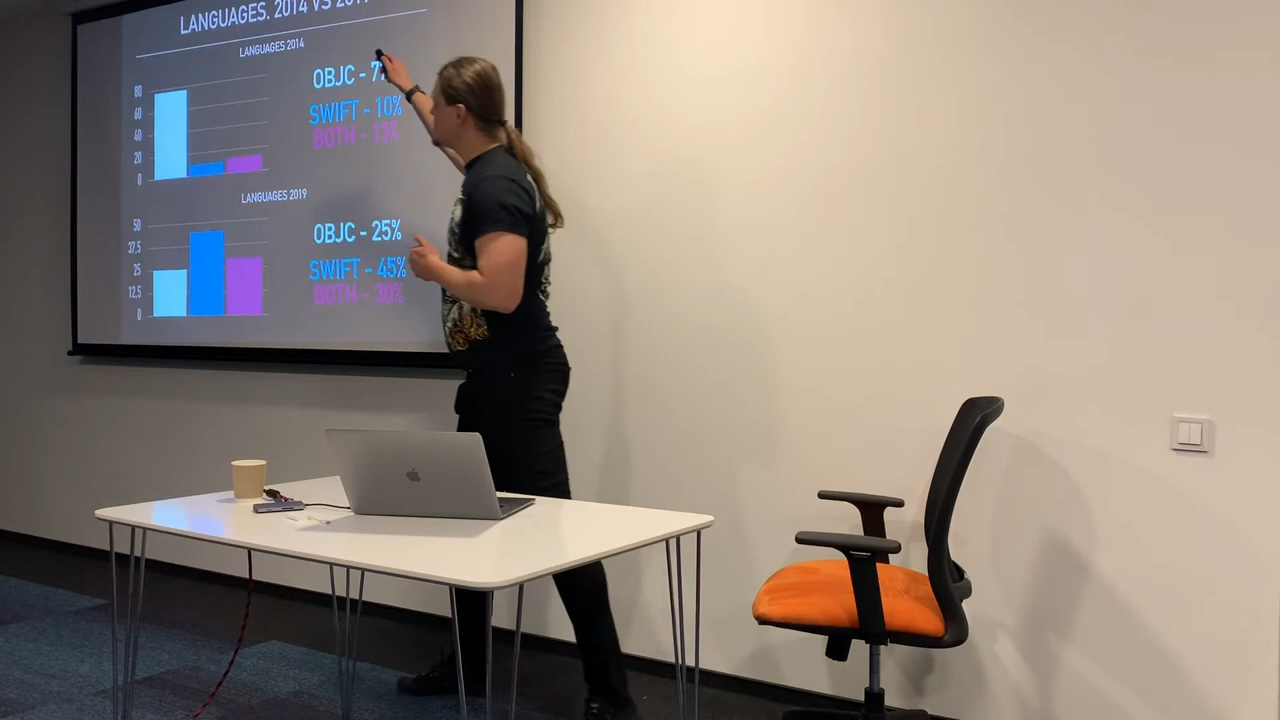 LANGUAGES. 2014 VS
LANGUAGES 2014
80
60
40
20
0
OBJC -
SWIFT - 10%
BOTH - 13%
LANGUAGES 2019
50
37,5
25
12,5
0
OBJC - 25%
SWIFT - 45%
BOTH - 30%